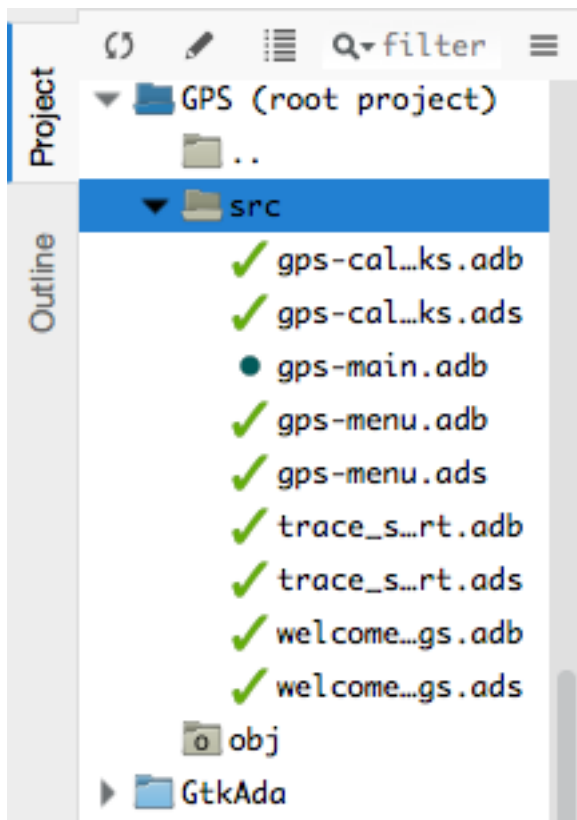 Project
Outline
filter
GPS (root project)
..
src
gps-cal…ks.adb
gps-cal…ks.ads
gps-main.adb
gps-menu.adb
gps-menu.ads
trace_s…rt.adb
trace_s…rt.ads
welcome…gs.adb
welcome…gs.ads
o obj
GtkAda